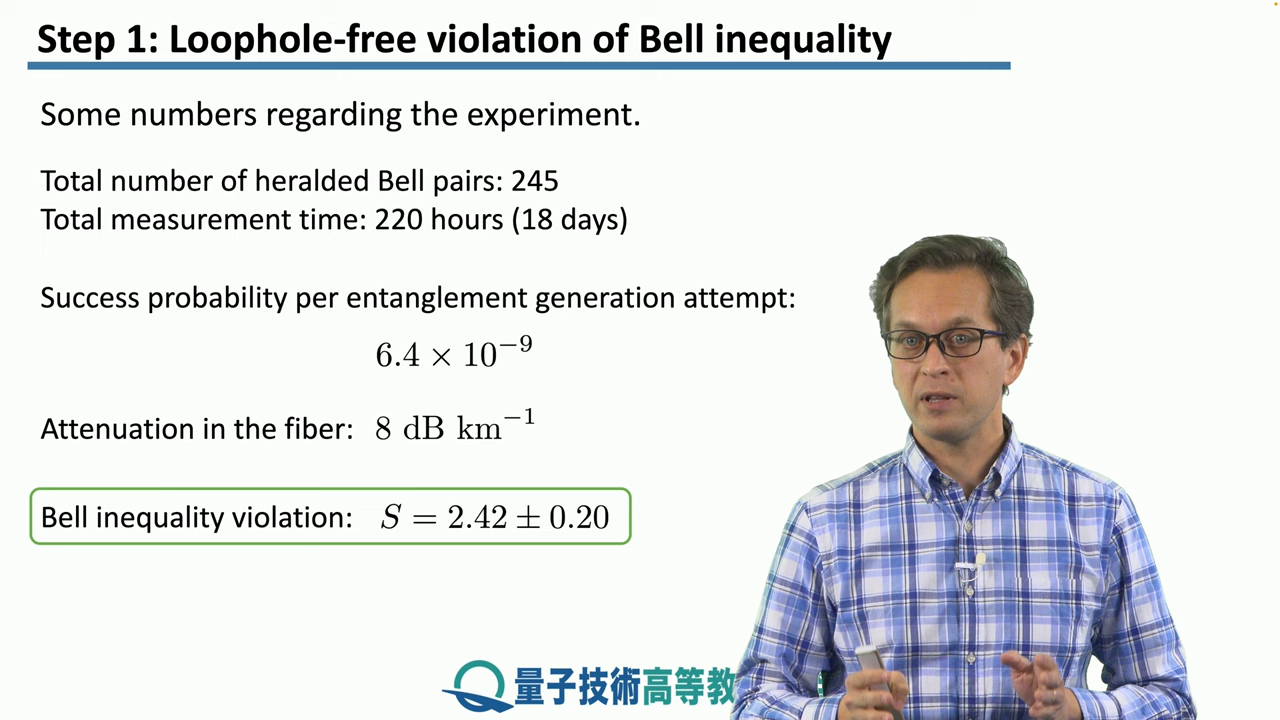 Step 1: Loophole-free violation of Bell inequality
Some numbers regarding the experiment.
Total number of heralded Bell pairs: 245
Total measurement time: 220 hours (18 days)
Success probability per entanglement generation attempt:
6.4 × 10⁻⁹
Attenuation in the fiber: 8 dB km⁻¹
Bell inequality violation: S = 2.42 ± 0.20
量子技術高等教